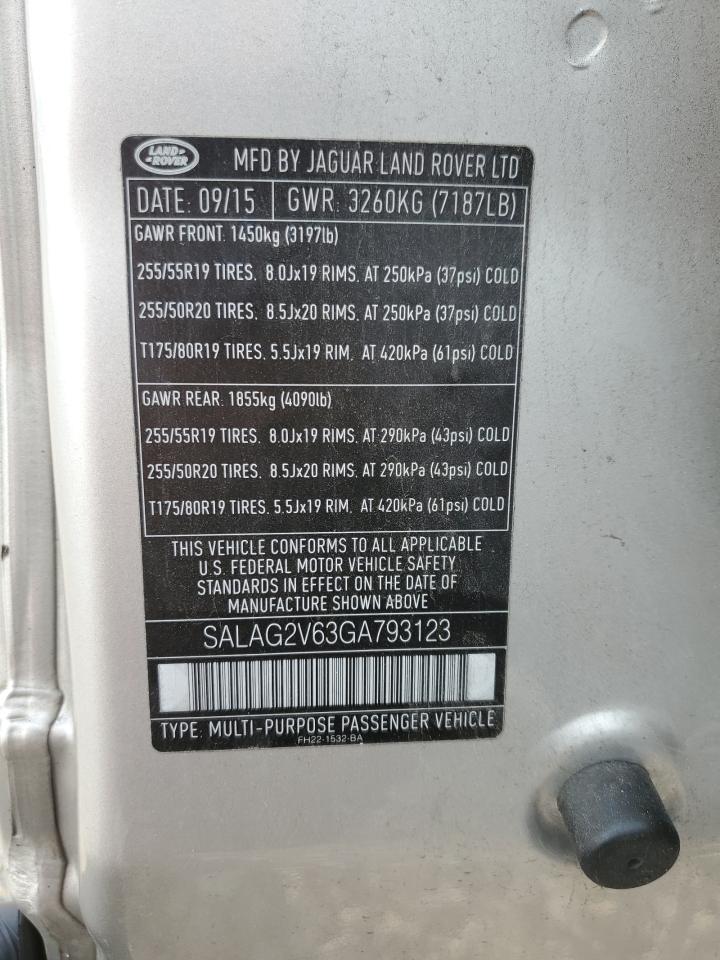 LAND-
-ROVER
MFD BY JAGUAR LAND ROVER LTD
DATE: 09/15 GWR: 3260KG (7187LB)
GAWR FRONT. 1450kg (3197lb)
255/55R19 TIRES. 8.0Jx19 RIMS. AT 250kPa (37psi) COLD
255/50R20 TIRES. 8.5Jx20 RIMS. AT 250kPa (37psi) COLD
T175/80R19 TIRES. 5.5Jx19 RIM. AT 420kPa (61psi) COLD
GAWR REAR. 1855kg (4090lb)
255/55R19 TIRES. 8.0Jx19 RIMS. AT 290kPa (43psi) COLD
255/50R20 TIRES. 8.5Jx20 RIMS. AT 290kPa (43psi) COLD
T175/80R19 TIRES. 5.5Jx19 RIM. AT 420kPa (61psi) COLD
THIS VEHICLE CONFORMS TO ALL APPLICABLE
U.S. FEDERAL MOTOR VEHICLE SAFETY
STANDARDS IN EFFECT ON THE DATE OF
MANUFACTURE SHOWN ABOVE
SALAG2V63GA793123
TYPE: MULTI-PURPOSE PASSENGER VEHICLE
FH22-1532-BA